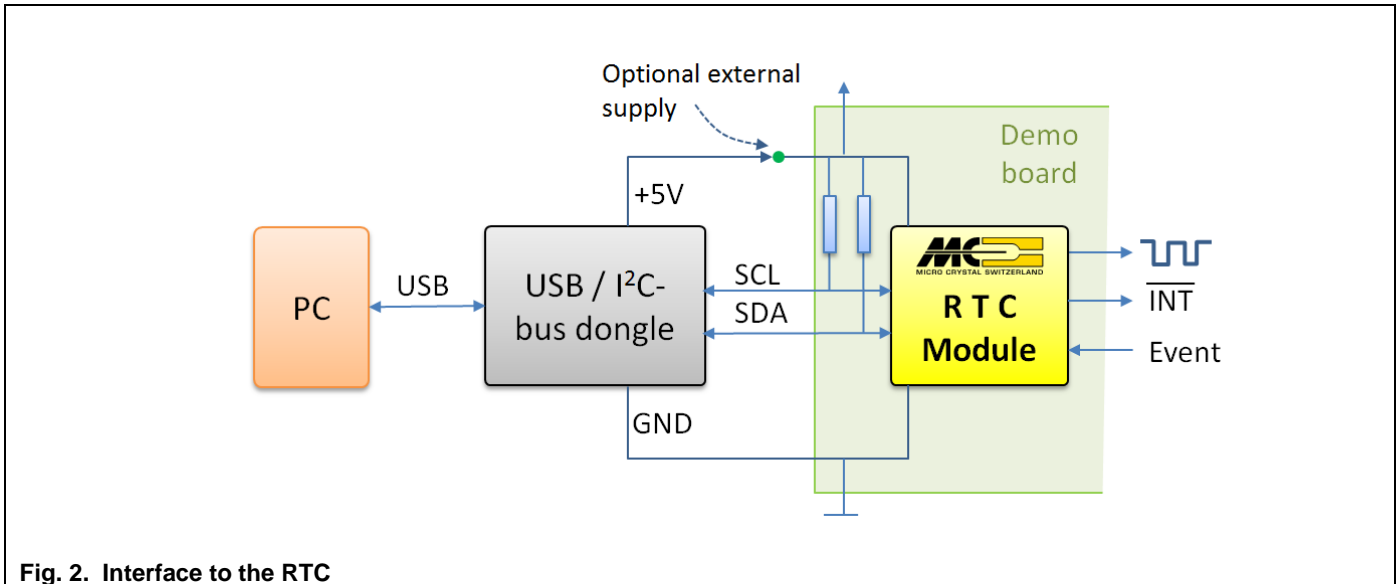 Optional external
supply
Demo
board
+5V
PC
USB
USB / I²C-
bus dongle
SCL
SDA
MC
MICRO CRYSTAL SWITZERLAND
R T C
Module
INT
Event
GND
Fig. 2. Interface to the RTC